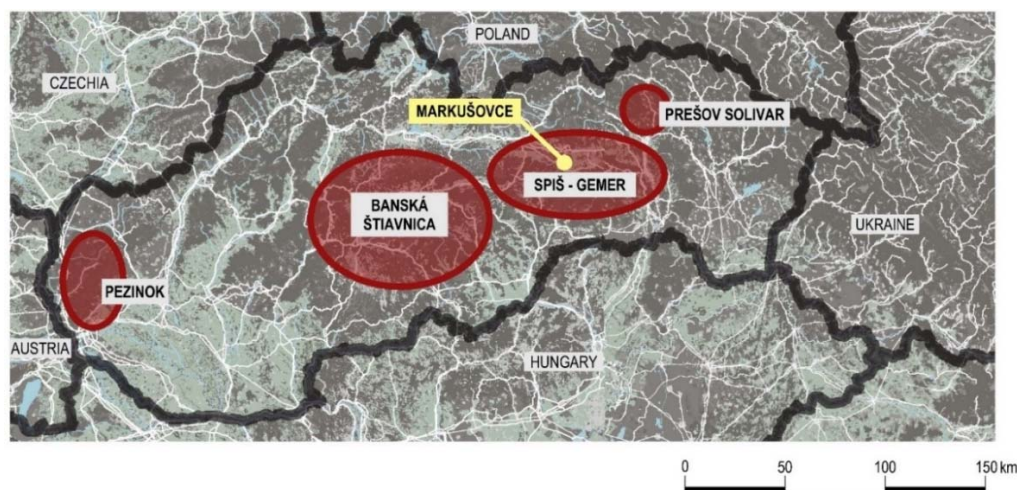 POLAND
CZECHIA
MARKUŠOVCE
PREŠOV SOLIVAR
SPIŠ - GEMER
BANSKÁ
ŠTIAVNICA
UKRAINE
PEZINOK
AUSTRIA
HUNGARY
0 50 100 150 km